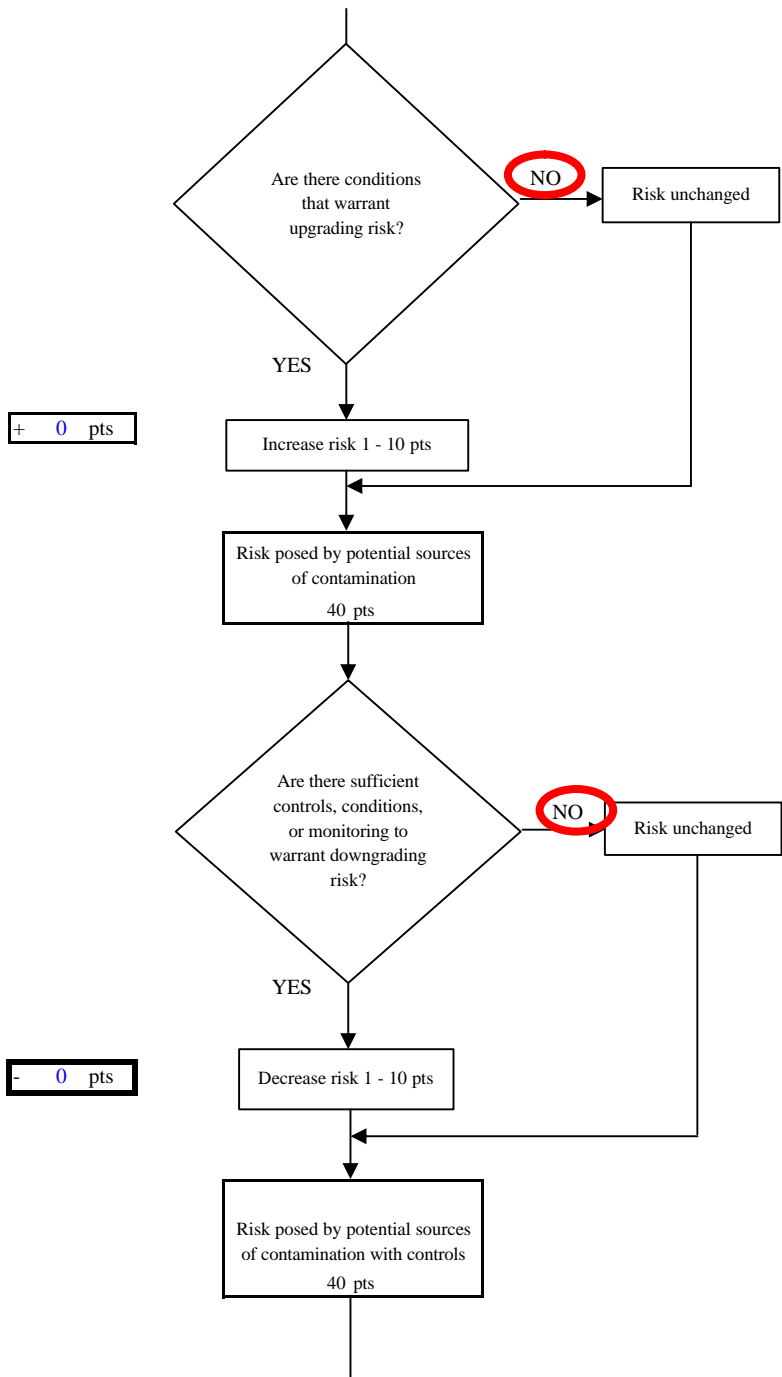 Are there conditions
that warrant
upgrading risk?
NO
Risk unchanged
YES
+ 0 pts
Increase risk 1 - 10 pts
Risk posed by potential sources
of contamination
40 pts
Are there sufficient
controls, conditions,
or monitoring to
warrant downgrading
risk?
NO
Risk unchanged
YES
- 0 pts
Decrease risk 1 - 10 pts
Risk posed by potential sources
of contamination with controls
40 pts